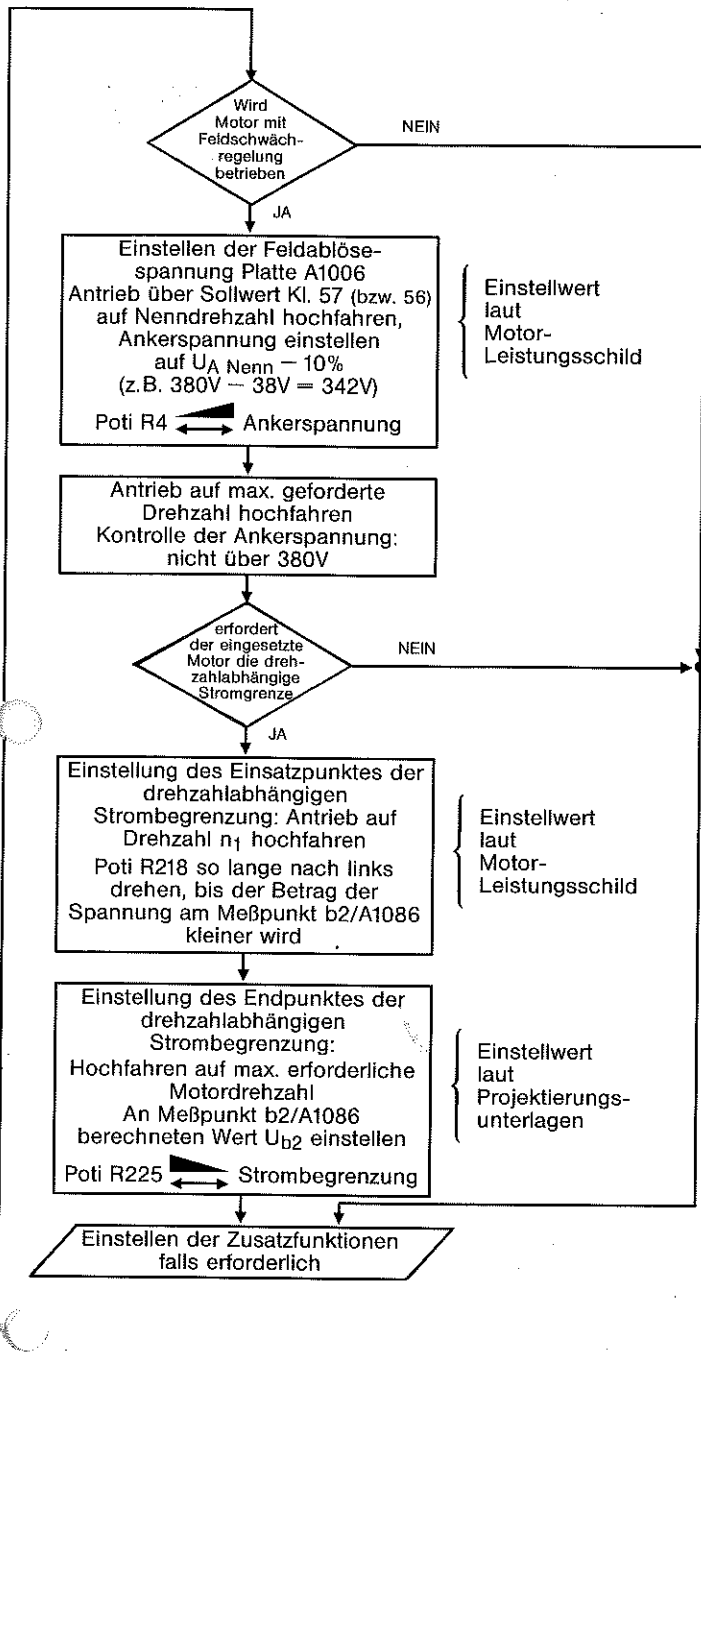 Wird
Motor mit
Feldschwäch-
regelung
betrieben
NEIN
JA
Einstellen der Feldablöse-
spannung Platte A1006
Antrieb über Sollwert Kl. 57 (bzw. 56)
auf Nenndrehzahl hochfahren,
Ankerspannung einstellen
auf UA Nenn – 10%
(z.B. 380V – 38V = 342V)
Poti R4 ↔ Ankerspannung
Einstellwert
laut
Motor-
Leistungsschild
Antrieb auf max. geforderte
Drehzahl hochfahren
Kontrolle der Ankerspannung:
nicht über 380V
erfordert
der eingesetzte
Motor die dreh-
zahlabhängige
Stromgrenze
NEIN
JA
Einstellung des Einsatzpunktes der
drehzahlabhängigen
Strombegrenzung: Antrieb auf
Drehzahl n1 hochfahren
Poti R218 so lange nach links
drehen, bis der Betrag der
Spannung am Meßpunkt b2/A1086
kleiner wird
Einstellwert
laut
Motor-
Leistungsschild
Einstellung des Endpunktes der
drehzahlabhängigen
Strombegrenzung:
Hochfahren auf max. erforderliche
Motordrehzahl
An Meßpunkt b2/A1086
berechneten Wert Ub2 einstellen
Poti R225 ↔ Strombegrenzung
Einstellwert
laut
Projektierungs-
unterlagen
Einstellen der Zusatzfunktionen
falls erforderlich